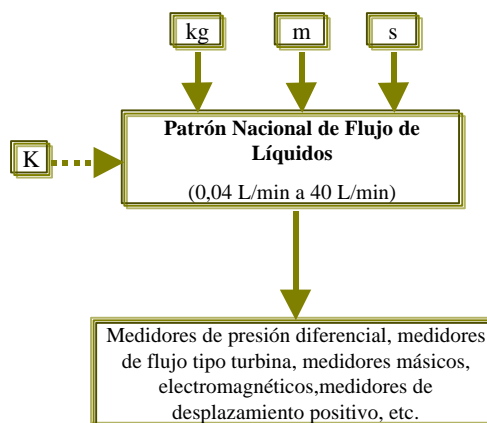 kg
m
s
Patrón Nacional de Flujo de
Líquidos
K
(0,04 L/min a 40 L/min)
Medidores de presión diferencial, medidores
de flujo tipo turbina, medidores másicos,
electromagnéticos,medidores de
desplazamiento positivo, etc.